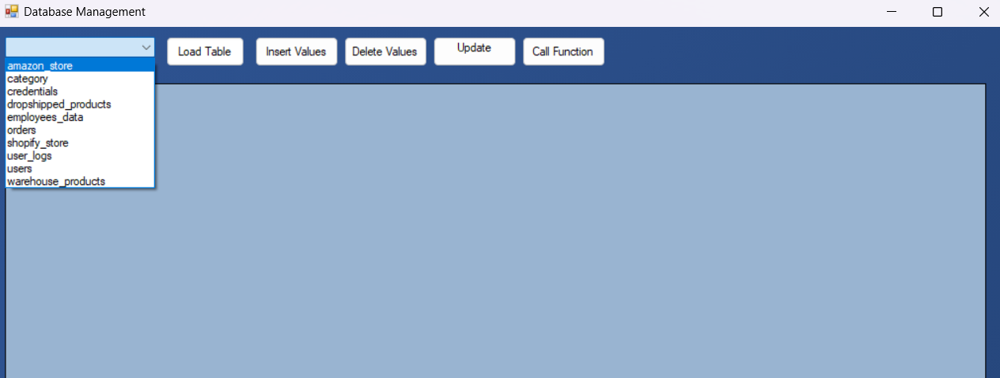 Database Management
Load Table
Insert Values
Delete Values
Update
Call Function
amazon_store
category
credentials
dropshipped_products
employees_data
orders
shopify_store
user_logs
users
warehouse_products